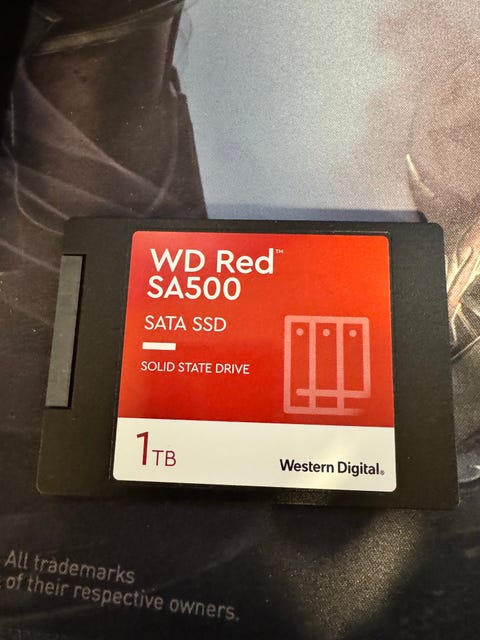 WD Red™
SA500
SATA SSD
SOLID STATE DRIVE
1TB
Western Digital®
All trademarks
of their respective owners.